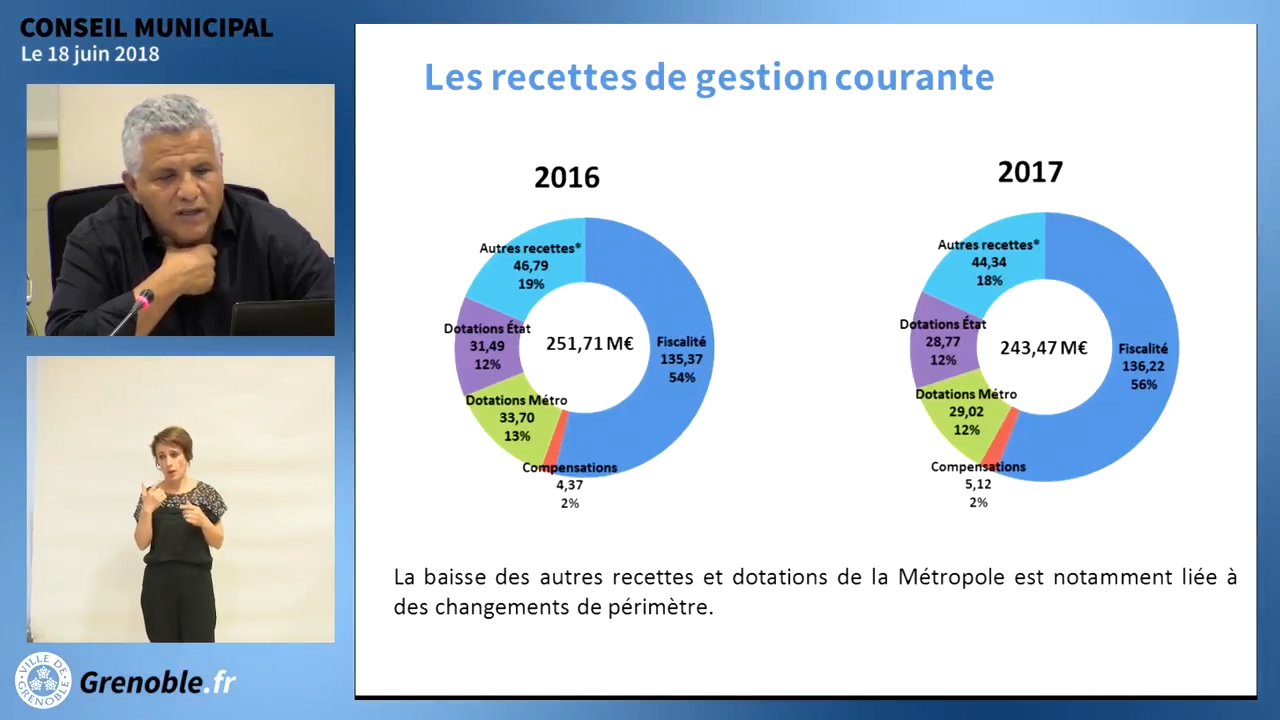 CONSEIL MUNICIPAL
Le 18 juin 2018
Les recettes de gestion courante
2016
Autres recettes*
46,79
19%
Dotations État
31,49
12%
Dotations Métro
33,70
13%
Compensations
4,37
2%
251,71 M€
Fiscalité
135,37
54%
2017
Autres recettes*
44,34
18%
Dotations État
28,77
12%
Dotations Métro
29,02
12%
Compensations
5,12
2%
243,47 M€
Fiscalité
136,22
56%
La baisse des autres recettes et dotations de la Métropole est notamment liée à
des changements de périmètre.
VILLE DE
GRENOBLE
Grenoble.fr